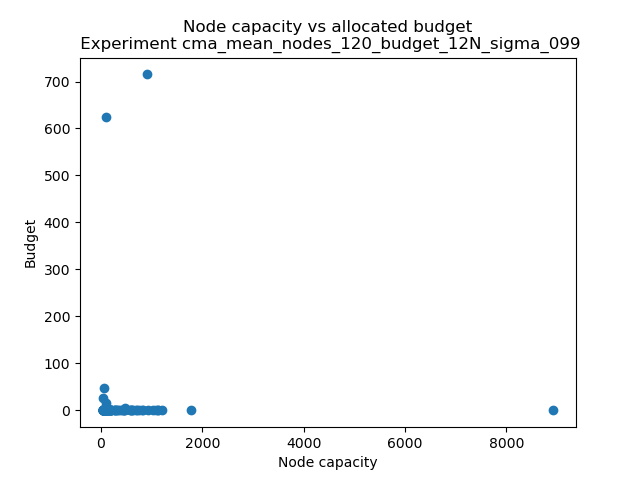 Node capacity vs allocated budget
Experiment cma_mean_nodes_120_budget_12N_sigma_099
700
600
500
400
300
200
100
0
Budget
0 2000 4000 6000 8000
Node capacity